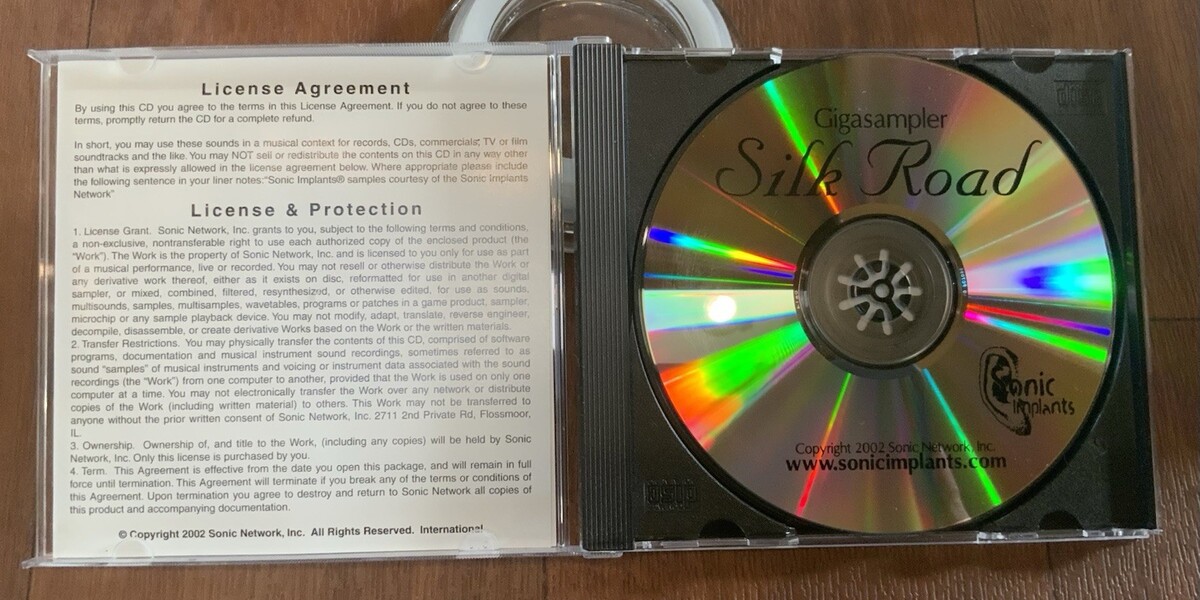 License Agreement
By using this CD you agree to the terms in this License Agreement. If you do not agree to these
terms, promptly return the CD for a complete refund.
In short, you may use these sounds in a musical context for records, CDs, commercials, TV or film
soundtracks and the like. You may NOT sell or redistribute the contents on this CD in any way other
than what is expressly allowed in the license agreement below. Where appropriate please include
the following sentence in your liner notes:"Sonic Implants® samples courtesy of the Sonic Implants
Network"
License & Protection
1. License Grant. Sonic Network, Inc. grants to you, subject to the following terms and conditions,
a non-exclusive, nontransferable right to use each authorized copy of the enclosed product (the
"Work"). The Work is the property of Sonic Network, Inc. and is licensed to you only for use as part
of a musical performance, live or recorded. You may not resell or otherwise distribute the Work or
any derivative work thereof, either as it exists on disc, reformatted for use in another digital
sampler, or mixed, combined, filtered, resynthesized, or otherwise edited, for use as sounds,
multisounds, samples, multisamples, wavetables, programs or patches in a game product, sampler,
microchip or any sample playback device. You may not modify, adapt, translate, reverse engineer,
decompile, disassemble, or create derivative Works based on the Work or the written materials.
2. Transfer Restrictions. You may physically transfer the contents of this CD, comprised of software
programs, documentation and musical instrument sound recordings, sometimes referred to as
sound "samples" of musical instruments and voicing or instrument data associated with the sound
recordings (the "Work") from one computer to another, provided that the Work is used on only one
computer at a time. You may not electronically transfer the Work over any network or distribute
copies of the Work (including written material) to others. This Work may not be transferred to
anyone without the prior written consent of Sonic Network, Inc. 2711 2nd Private Rd, Flossmoor,
IL.
3. Ownership. Ownership of, and title to the Work, (including any copies) will be held by Sonic
Network, Inc. Only this license is purchased by you.
4. Term. This Agreement is effective from the date you open this package, and will remain in full
force until termination. This Agreement will terminate if you break any of the terms or conditions of
this Agreement. Upon termination you agree to destroy and return to Sonic Network all copies of
this product and accompanying documentation.
© Copyright 2002 Sonic Network, Inc. All Rights Reserved. International
Gigasampler
Silk Road
Sonic
Implants
Copyright 2002 Sonic Network, Inc.
www.sonicimplants.com
disc